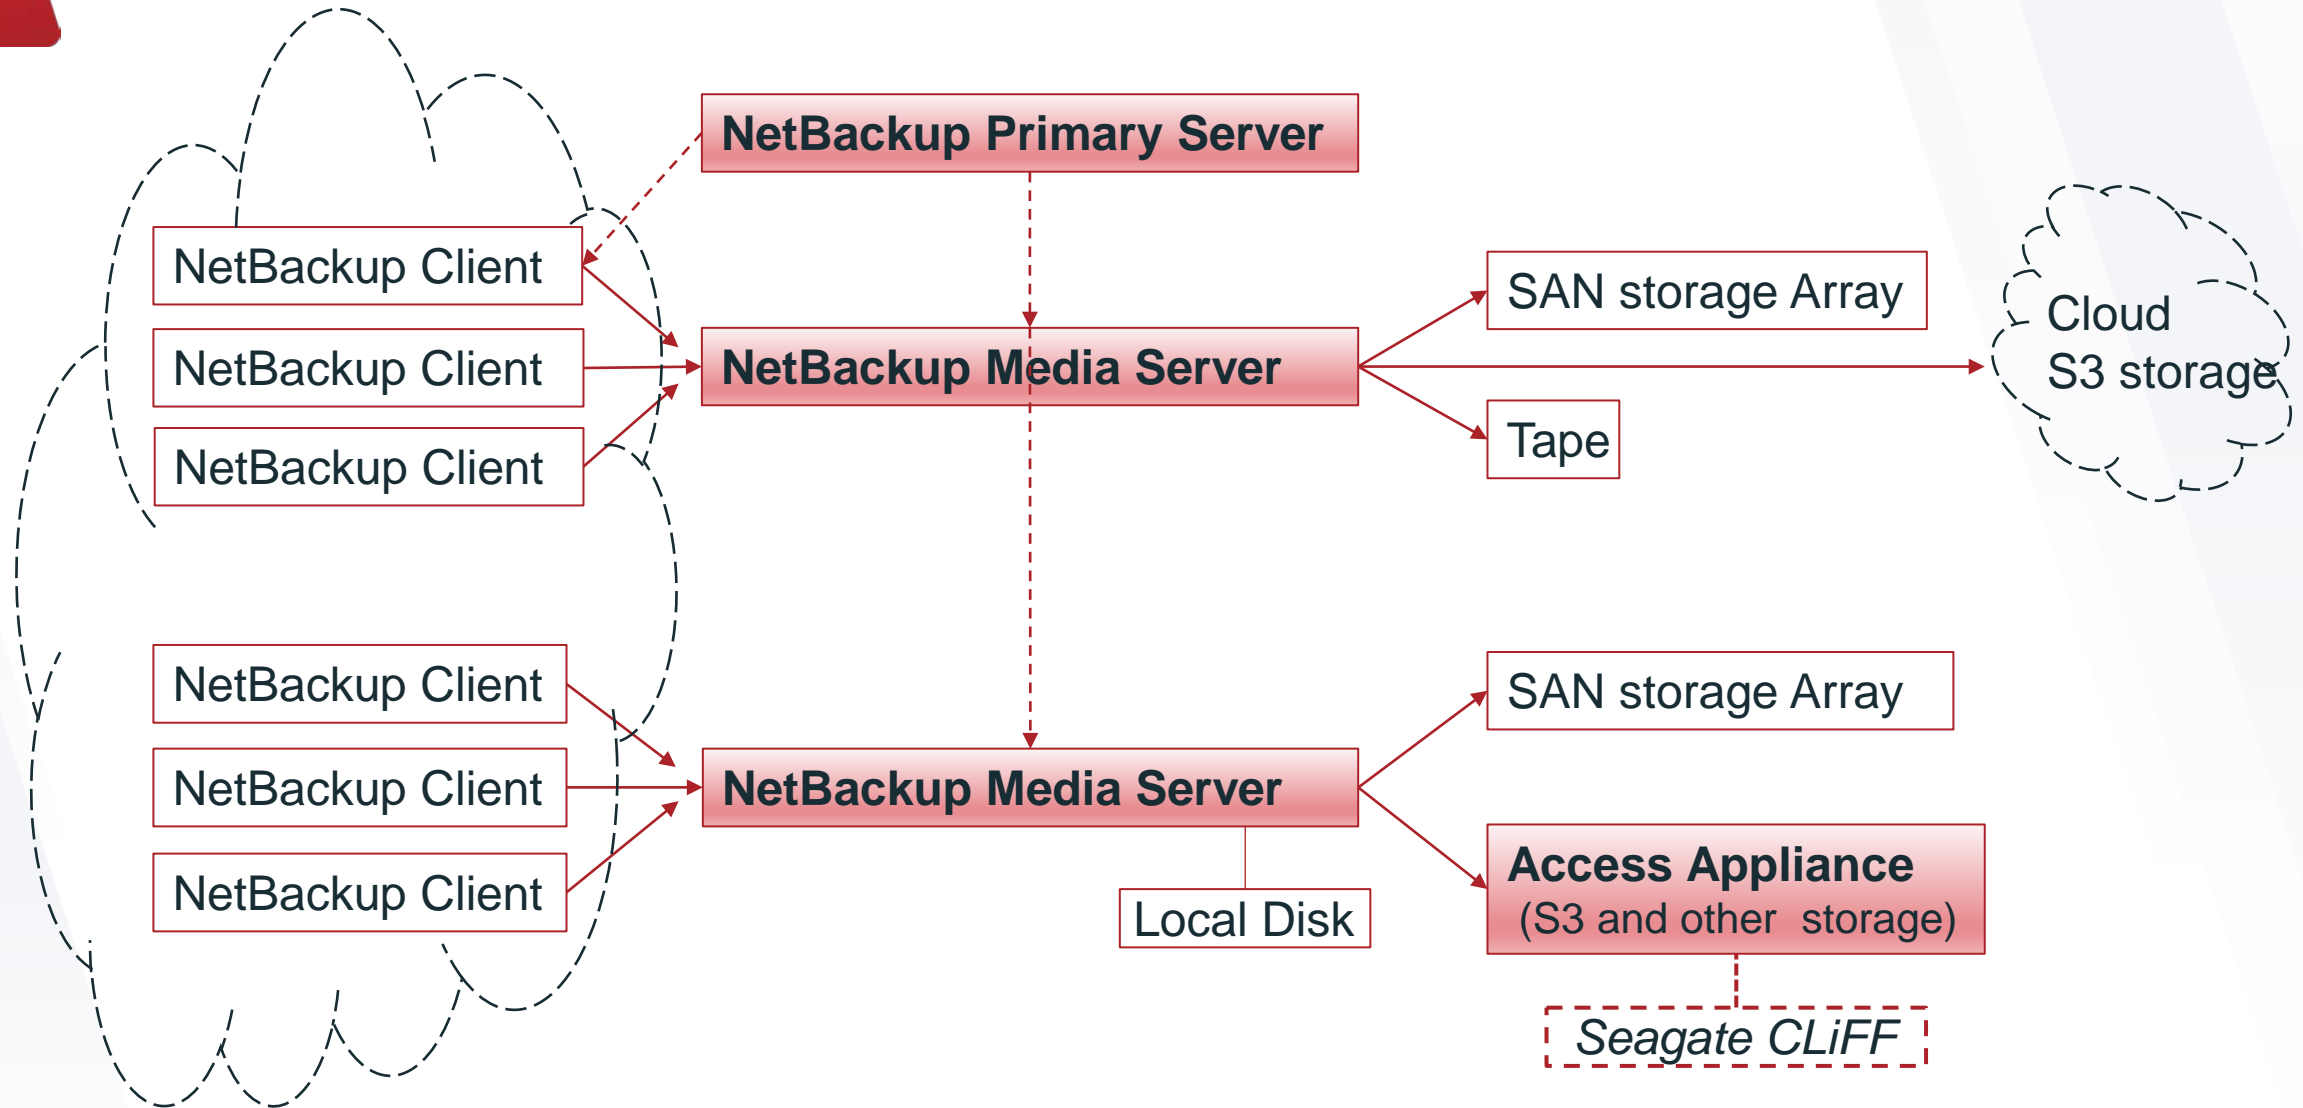 NetBackup Primary Server
NetBackup Client
NetBackup Client
NetBackup Client
NetBackup Media Server
SAN storage Array
Tape
Cloud
S3 storage
NetBackup Client
NetBackup Client
NetBackup Client
NetBackup Media Server
Local Disk
SAN storage Array
Access Appliance
(S3 and other storage)
Seagate CLiFF